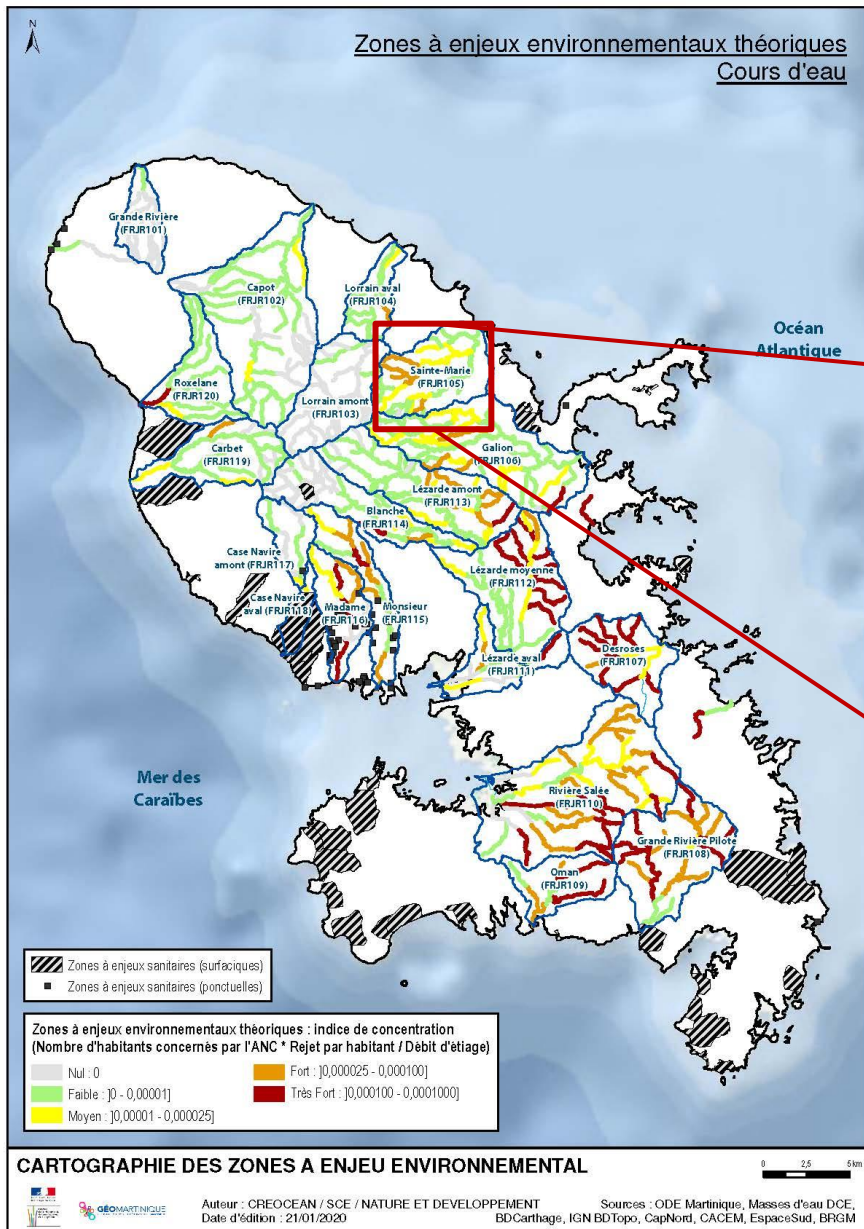 N
Zones à enjeux environnementaux théoriques
Cours d'eau
Grande Rivière
(FRJR101)
Capot
(FRJR102)
Lorrain aval
(FRJR104)
Océan
Atlantique
Sainte-Marie
(FRJR105)
Roxelane
(FRJR120)
Lorrain amont
(FRJR103)
Carbet
(FRJR119)
Galion
(FRJR106)
Lézarde amont
(FRJR113)
Blanche
(FRJR114)
Case Navire
amont (FRJR117)
Lézarde moyenne
(FRJR112)
Case Navire
aval (FRJR118)
Madame
(FRJR116)
Monsieur
(FRJR115)
Desroses
(FRJR107)
Lézarde aval
(FRJR111)
Mer des
Caraïbes
Rivière Salée
(FRJR110)
Grande Rivière Pilote
(FRJR108)
Oman
(FRJR109)
Zones à enjeux sanitaires (surfaciques)
Zones à enjeux sanitaires (ponctuelles)
Zones à enjeux environnementaux théoriques : indice de concentration
(Nombre d'habitants concernés par l'ANC * Rejet par habitant / Débit d'étiage)
Nul : 0
Faible : ]0 - 0,00001]
Moyen : ]0,00001 - 0,000025]
Fort : ]0,000025 - 0,000100]
Très Fort : ]0,000100 - 0,0001000]
CARTOGRAPHIE DES ZONES A ENJEU ENVIRONNEMENTAL
0 2,5 5 km
GÉOMARTINIQUE
Auteur : CREOCEAN / SCE / NATURE ET DEVELOPPEMENT
Date d'édition : 21/01/2020
Sources : ODE Martinique, Masses d'eau DCE,
BDCarthage, IGN BDTopo, CapNord, CACEM, EspaceSud, BRGM